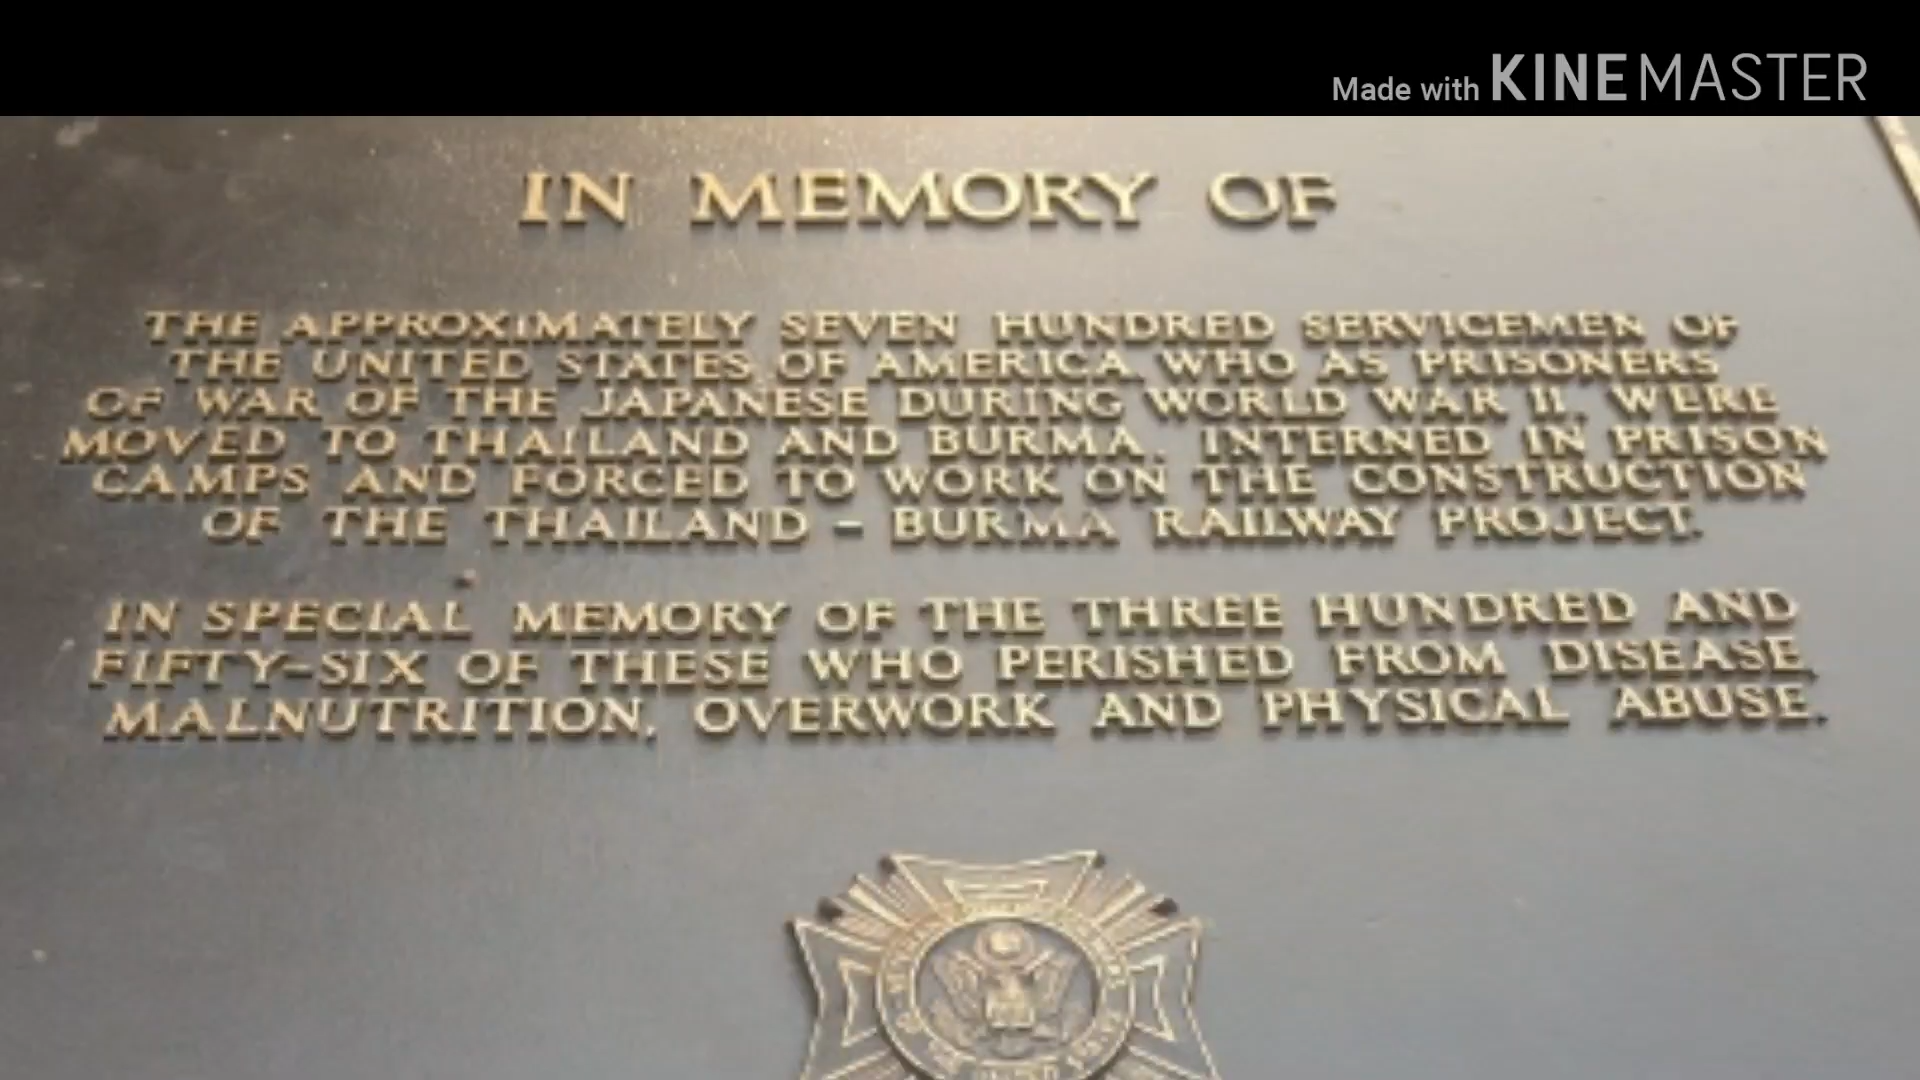 Made with KINEMASTER
IN MEMORY OF
THE APPROXIMATELY SEVEN HUNDRED SERVICEMEN OF
THE UNITED STATES OF AMERICA WHO AS PRISONERS
OF WAR OF THE JAPANESE DURING WORLD WAR II, WERE
MOVED TO THAILAND AND BURMA, INTERNED IN PRISON
CAMPS AND FORCED TO WORK ON THE CONSTRUCTION
OF THE THAILAND - BURMA RAILWAY PROJECT.
IN SPECIAL MEMORY OF THE THREE HUNDRED AND
FIFTY-SIX OF THESE WHO PERISHED FROM DISEASE,
MALNUTRITION, OVERWORK AND PHYSICAL ABUSE.